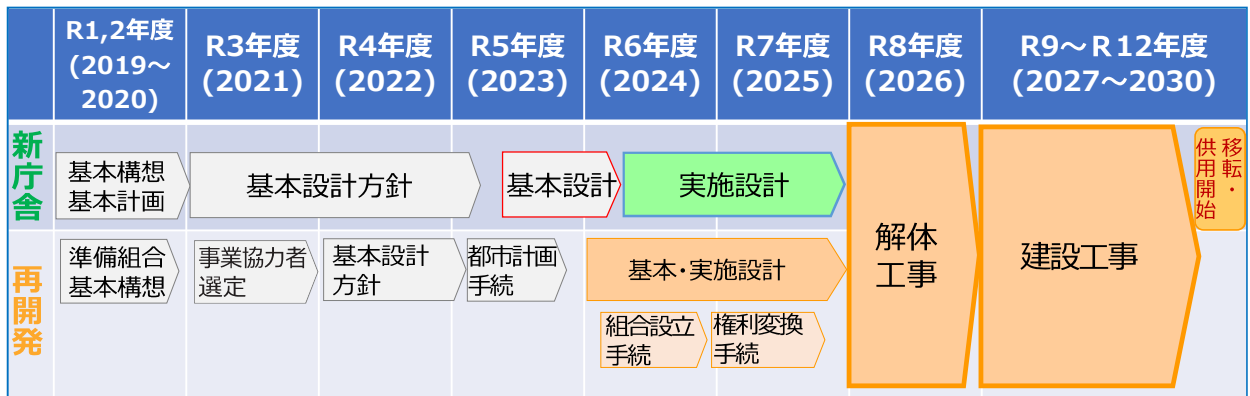 R1,2年度
(2019～
2020)
R3年度
(2021)
R4年度
(2022)
R5年度
(2023)
R6年度
(2024)
R7年度
(2025)
R8年度
(2026)
R9～Ｒ12年度
(2027～2030)
新庁舎
基本構想
基本計画
基本設計方針
基本設計
実施設計
解体
工事
建設工事
移転・
供用開始
再開発
準備組合
基本構想
事業協力者
選定
基本設計
方針
都市計画
手続
基本・実施設計
組合設立
手続
権利変換
手続